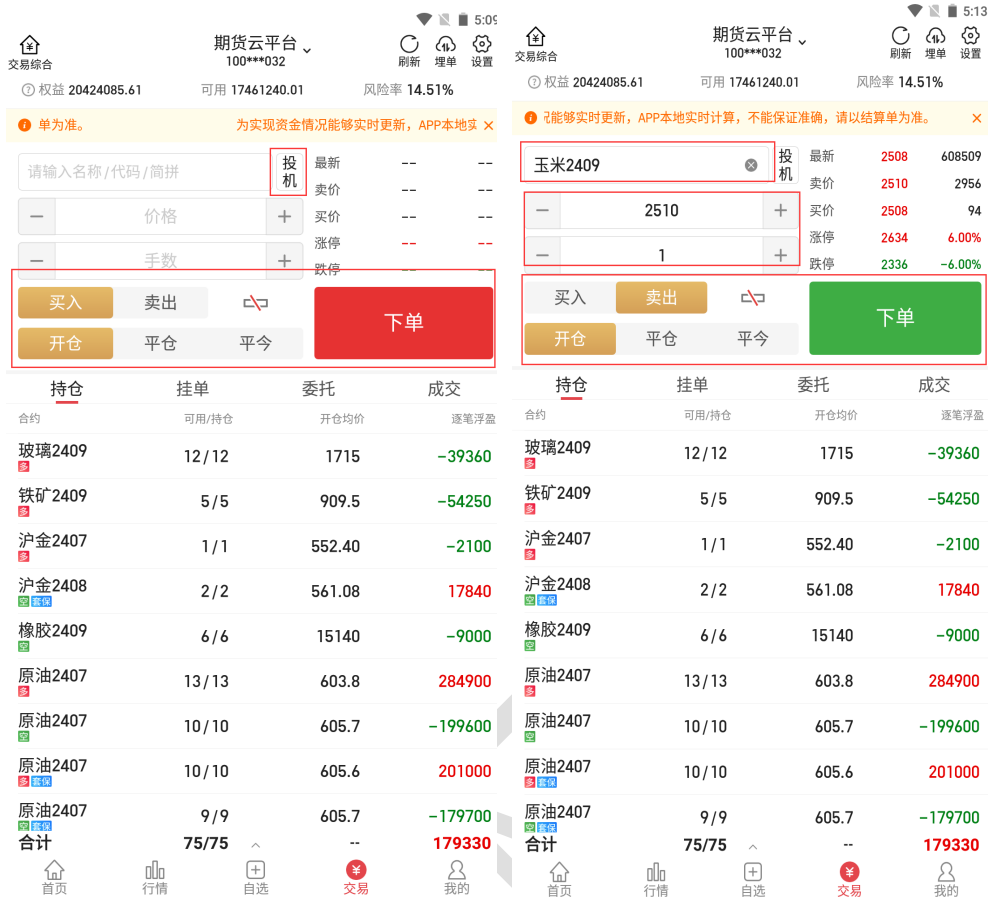 5:09
期货云平台
100***032
交易综合
刷新 埋单 设置
权益 20424085.61 可用 17461240.01 风险率 14.51%
单为准。 为实现资金情况能够实时更新，APP本地实
请输入名称/代码/简拼 投机 最新 -- --
卖价 -- --
价格 买价 -- --
涨停 -- --
手数 跌停 -- --
买入 卖出 下单
开仓 平仓 平今
持仓 挂单 委托 成交
合约 可用/持仓 开仓均价 逐笔浮盈
玻璃2409 12/12 1715 -39360
多
铁矿2409 5/5 909.5 -54250
多
沪金2407 1/1 552.40 -2100
多
沪金2408 2/2 561.08 17840
空 套保
橡胶2409 6/6 15140 -9000
空
原油2407 13/13 603.8 284900
多
原油2407 10/10 605.7 -199600
空
原油2407 10/10 605.6 201000
多 套保
原油2407 9/9 605.7 -179700
空 套保
合计 75/75 -- 179330
首页 行情 自选 交易 我的
5:13
期货云平台
100***032
交易综合
刷新 埋单 设置
权益 20424085.61 可用 17461240.01 风险率 14.51%
况能够实时更新，APP本地实时计算，不能保证准确，请以结算单为准。
玉米2409 投机 最新 2508 608509
卖价 2510 2956
2510 买价 2508 94
涨停 2634 6.00%
1 跌停 2336 -6.00%
买入 卖出 下单
开仓 平仓 平今
持仓 挂单 委托 成交
合约 可用/持仓 开仓均价 逐笔浮盈
玻璃2409 12/12 1715 -39360
多
铁矿2409 5/5 909.5 -54250
多
沪金2407 1/1 552.40 -2100
多
沪金2408 2/2 561.08 17840
空 套保
橡胶2409 6/6 15140 -9000
空
原油2407 13/13 603.8 284900
多
原油2407 10/10 605.7 -199600
空
原油2407 10/10 605.6 201000
多 套保
原油2407 9/9 605.7 -179700
空 套保
合计 75/75 -- 179330
首页 行情 自选 交易 我的